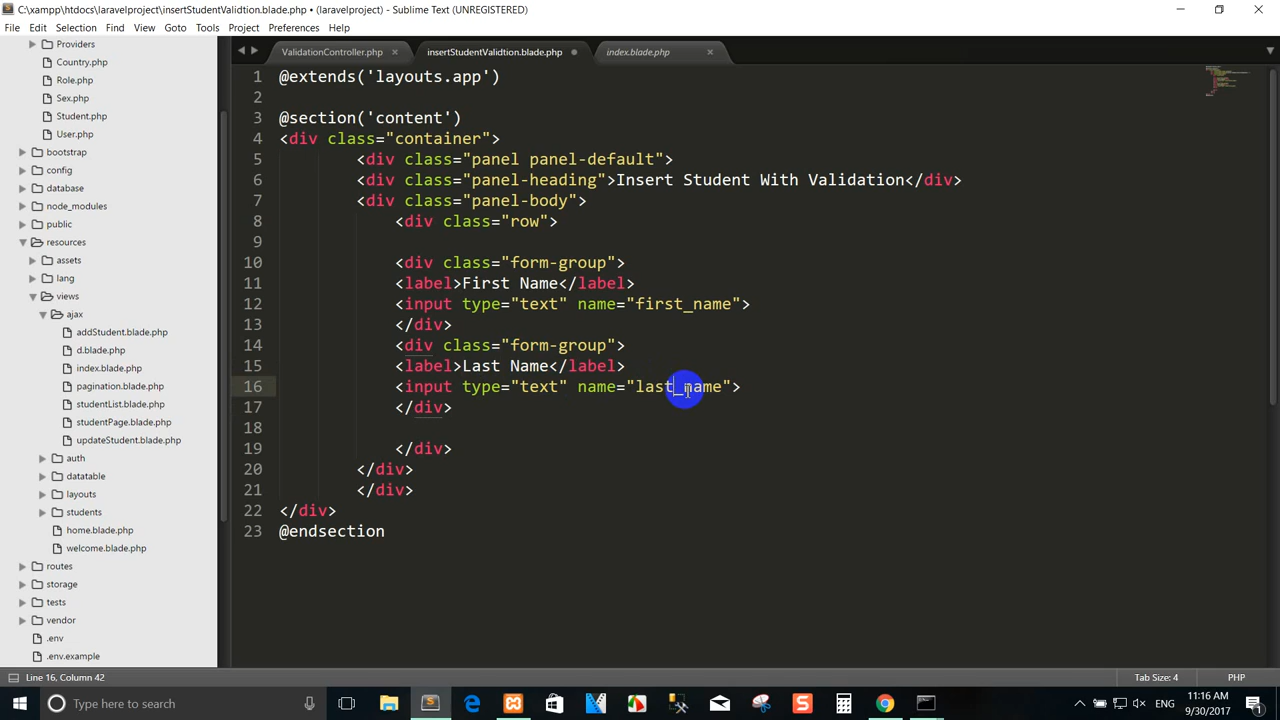 C:\xampp\htdocs\laravelproject\insertStudentValidtion.blade.php • (laravelproject) - Sublime Text (UNREGISTERED)
File Edit Selection Find View Goto Tools Project Preferences Help
Providers
Country.php
Role.php
Sex.php
Student.php
User.php
bootstrap
config
database
node_modules
public
resources
assets
lang
views
ajax
addStudent.blade.php
d.blade.php
index.blade.php
pagination.blade.php
studentList.blade.php
studentPage.blade.php
updateStudent.blade.php
auth
datatable
layouts
students
home.blade.php
welcome.blade.php
routes
storage
tests
vendor
.env
.env.example
ValidationController.php insertStudentValidtion.blade.php index.blade.php
1 @extends('layouts.app')
2
3 @section('content')
4 <div class="container">
5 <div class="panel panel-default">
6 <div class="panel-heading">Insert Student With Validation</div>
7 <div class="panel-body">
8 <div class="row">
9
10 <div class="form-group">
11 <label>First Name</label>
12 <input type="text" name="first_name">
13 </div>
14 <div class="form-group">
15 <label>Last Name</label>
16 <input type="text" name="last_name">
17 </div>
18
19 </div>
20 </div>
21 </div>
22 </div>
23 @endsection
Line 16, Column 42 Tab Size: 4 PHP
Type here to search
ENG
11:16 AM
9/30/2017